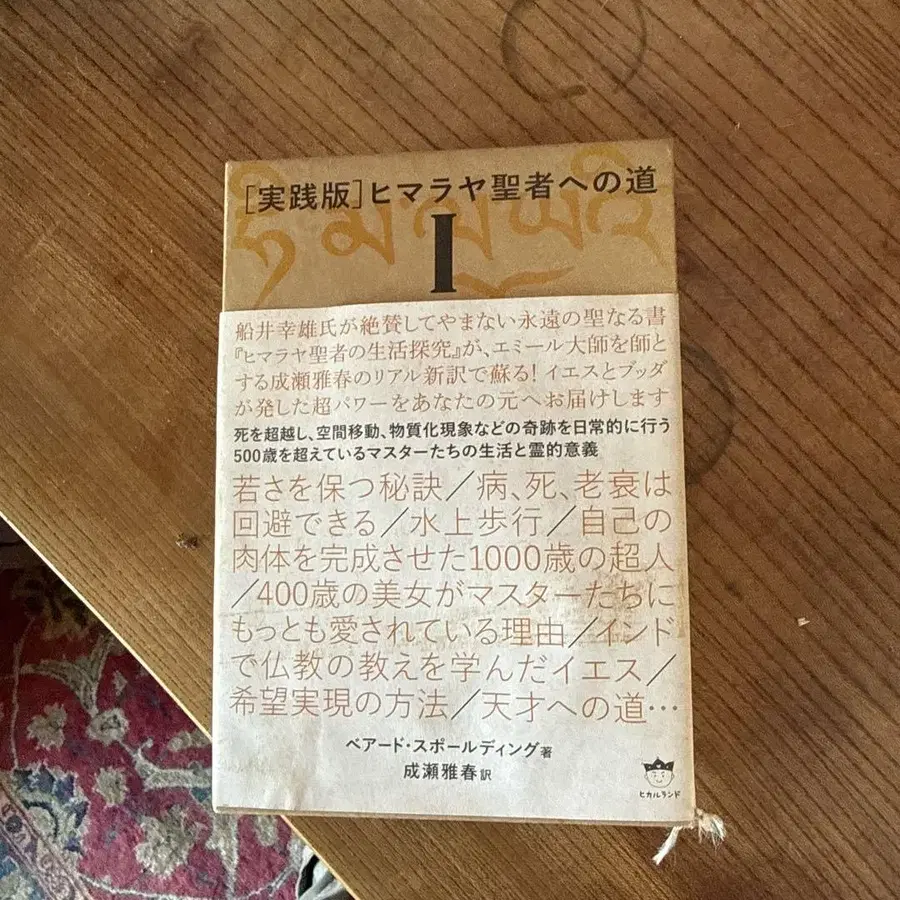 ［実践版］ヒマラヤ聖者への道
I
船井幸雄氏が絶賛してやまない永遠の聖なる書
『ヒマラヤ聖者の生活探究』が、エミール大師を師と
する成瀬雅春のリアル新訳で蘇る！イエスとブッダ
が発した超パワーをあなたの元へお届けします
死を超越し、空間移動、物質化現象などの奇跡を日常的に行う
500歳を超えているマスターたちの生活と霊的意義
若さを保つ秘訣／病、死、老衰は
回避できる／水上歩行／自己の
肉体を完成させた1000歳の超人
／400歳の美女がマスターたちに
もっとも愛されている理由／インド
で仏教の教えを学んだイエス／
希望実現の方法／天才への道…
ベアード・スポールディング著
成瀬雅春訳
ヒカルランド